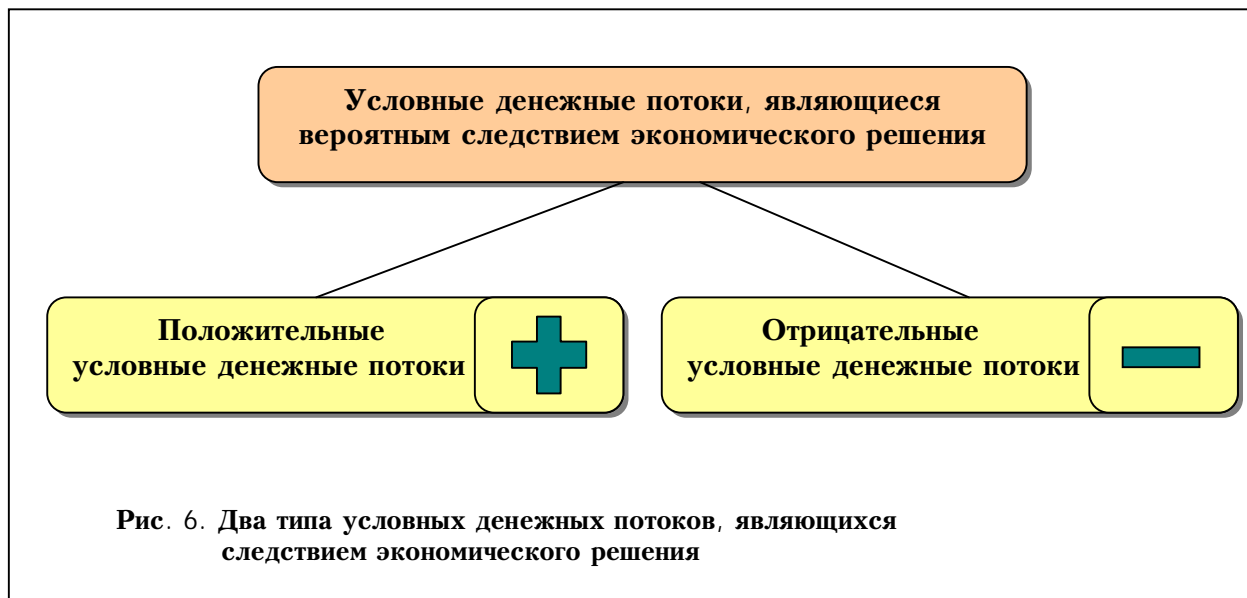 Условные денежные потоки, являющиеся
вероятным следствием экономического решения
Положительные
условные денежные потоки
Отрицательные
условные денежные потоки
Рис. 6. Два типа условных денежных потоков, являющихся
следствием экономического решения